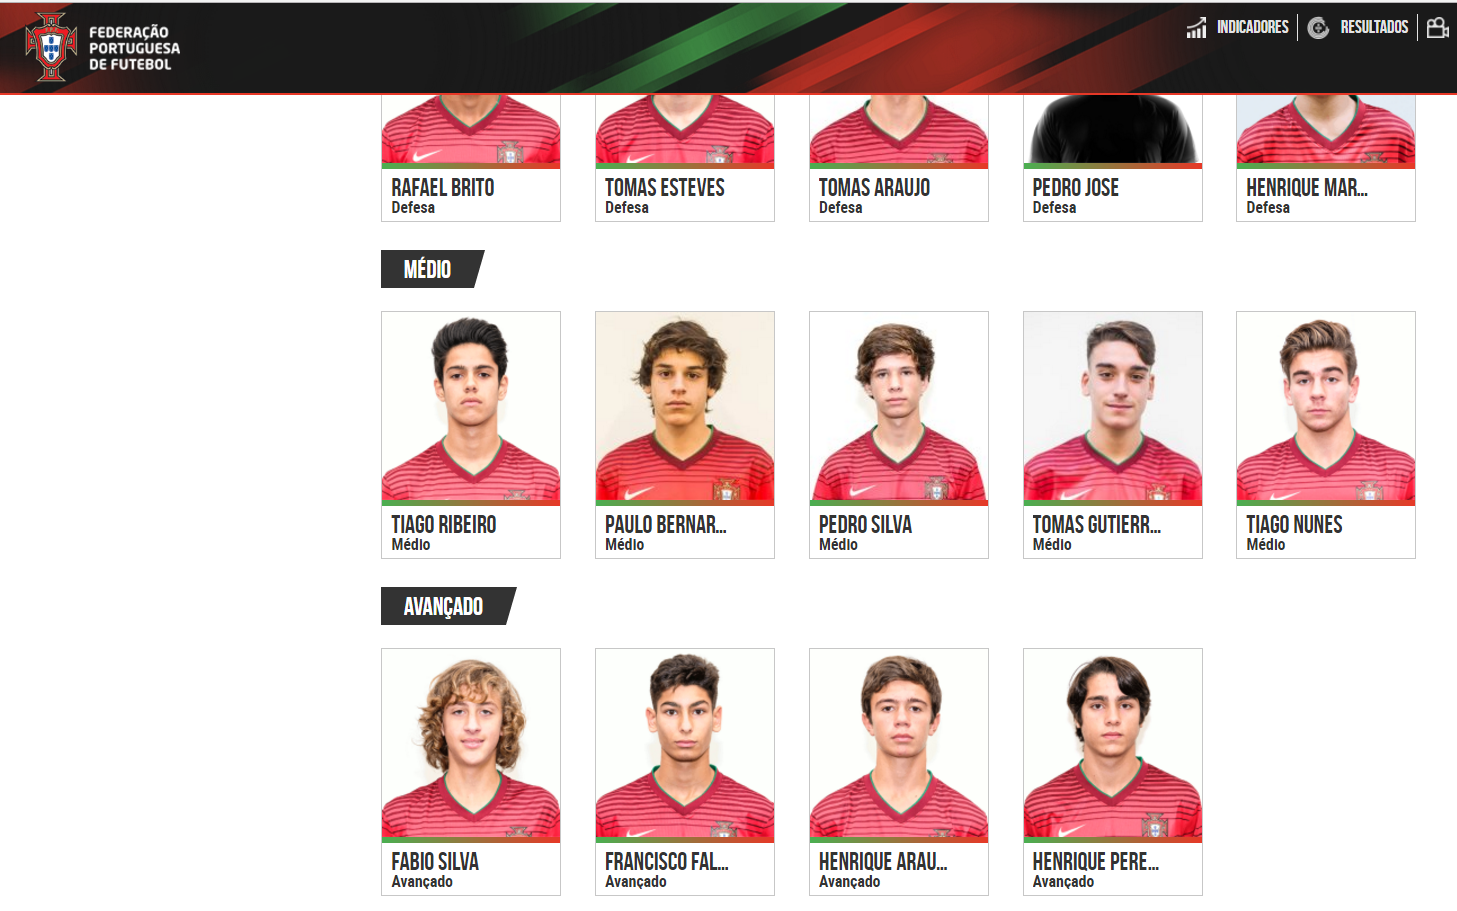 FEDERAÇÃO
PORTUGUESA
DE FUTEBOL
INDICADORES
RESULTADOS
RAFAEL BRITO
Defesa
TOMAS ESTEVES
Defesa
TOMAS ARAUJO
Defesa
PEDRO JOSE
Defesa
HENRIQUE MAR...
Defesa
MÉDIO
TIAGO RIBEIRO
Médio
PAULO BERNAR...
Médio
PEDRO SILVA
Médio
TOMAS GUTIERR...
Médio
TIAGO NUNES
Médio
AVANÇADO
FABIO SILVA
Avançado
FRANCISCO FAL...
Avançado
HENRIQUE ARAU...
Avançado
HENRIQUE PERE...
Avançado